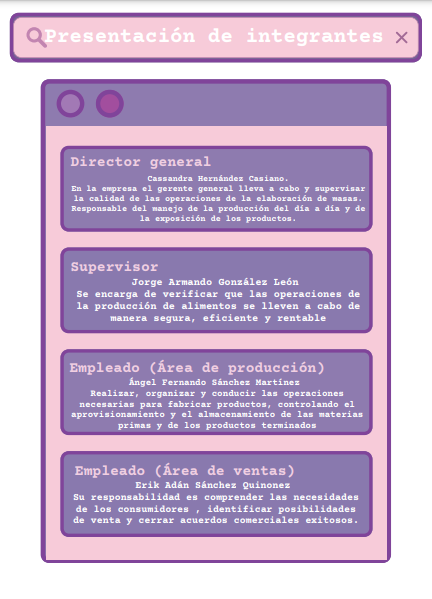 Presentación de integrantes
Director general
Cassandra Hernández Casiano.
En la empresa el gerente general lleva a cabo y supervisar
la calidad de las operaciones de la elaboración de masas.
Responsable del manejo de la producción del día a día y de
la exposición de los productos.
Supervisor
Jorge Armando González León
Se encarga de verificar que las operaciones de
la producción de alimentos se lleven a cabo de
manera segura, eficiente y rentable
Empleado (Área de producción)
Ángel Fernando Sánchez Martínez
Realizar, organizar y conducir las operaciones
necesarias para fabricar productos, controlando el
aprovisionamiento y el almacenamiento de las materias
primas y de los productos terminados
Empleado (Área de ventas)
Erik Adán Sánchez Quinonez
Su responsabilidad es comprender las necesidades
de los consumidores , identificar posibilidades
de venta y cerrar acuerdos comerciales exitosos.